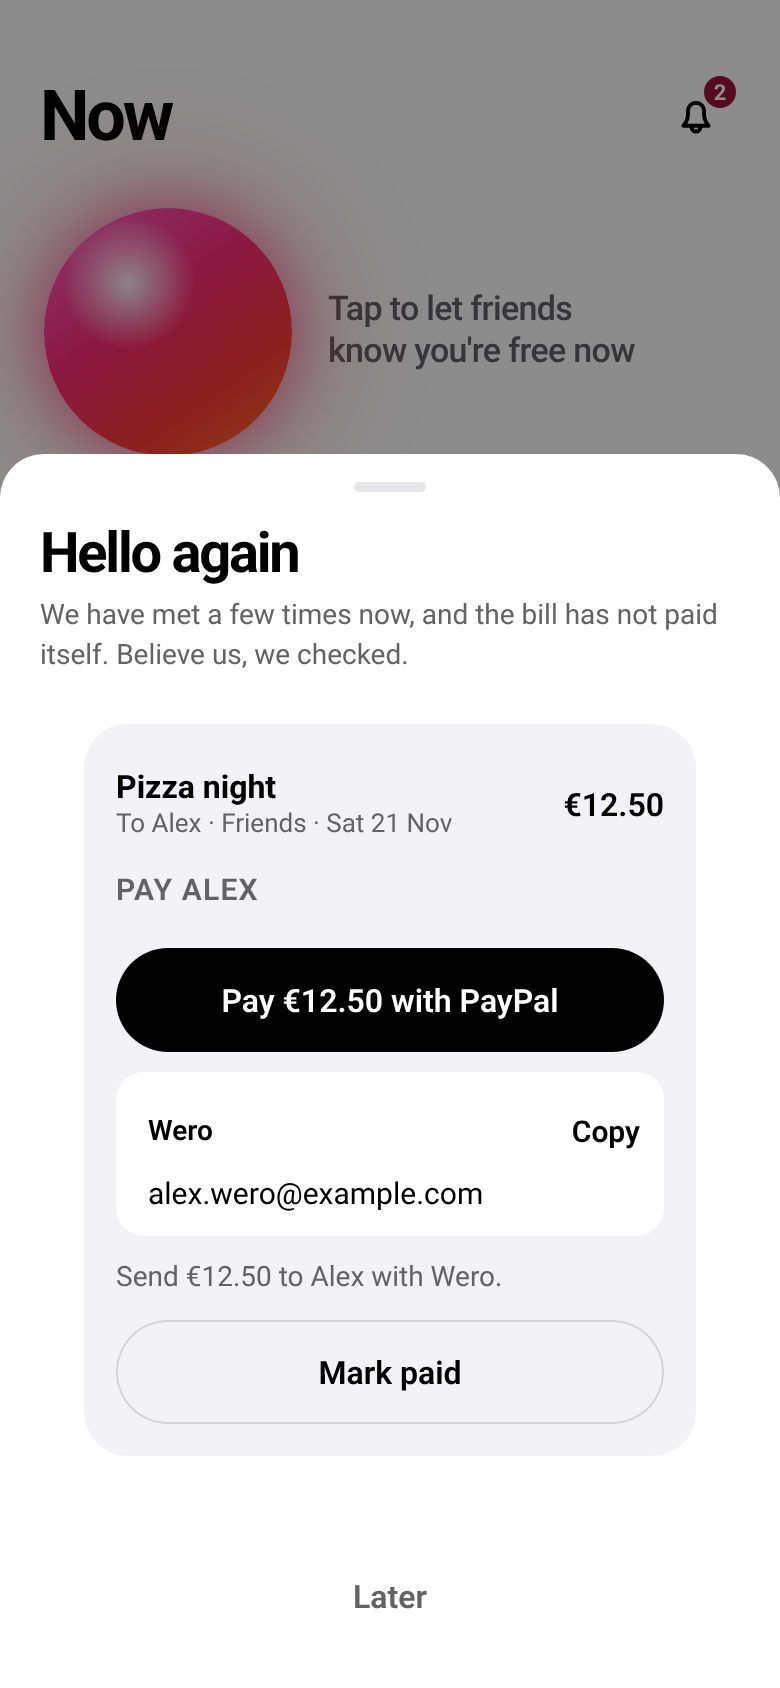 Now
2
Tap to let friends
know you're free now
Hello again
We have met a few times now, and the bill has not paid
itself. Believe us, we checked.
Pizza night
€12.50
To Alex · Friends · Sat 21 Nov
PAY ALEX
Pay €12.50 with PayPal
Wero
Copy
alex.wero@example.com
Send €12.50 to Alex with Wero.
Mark paid
Later